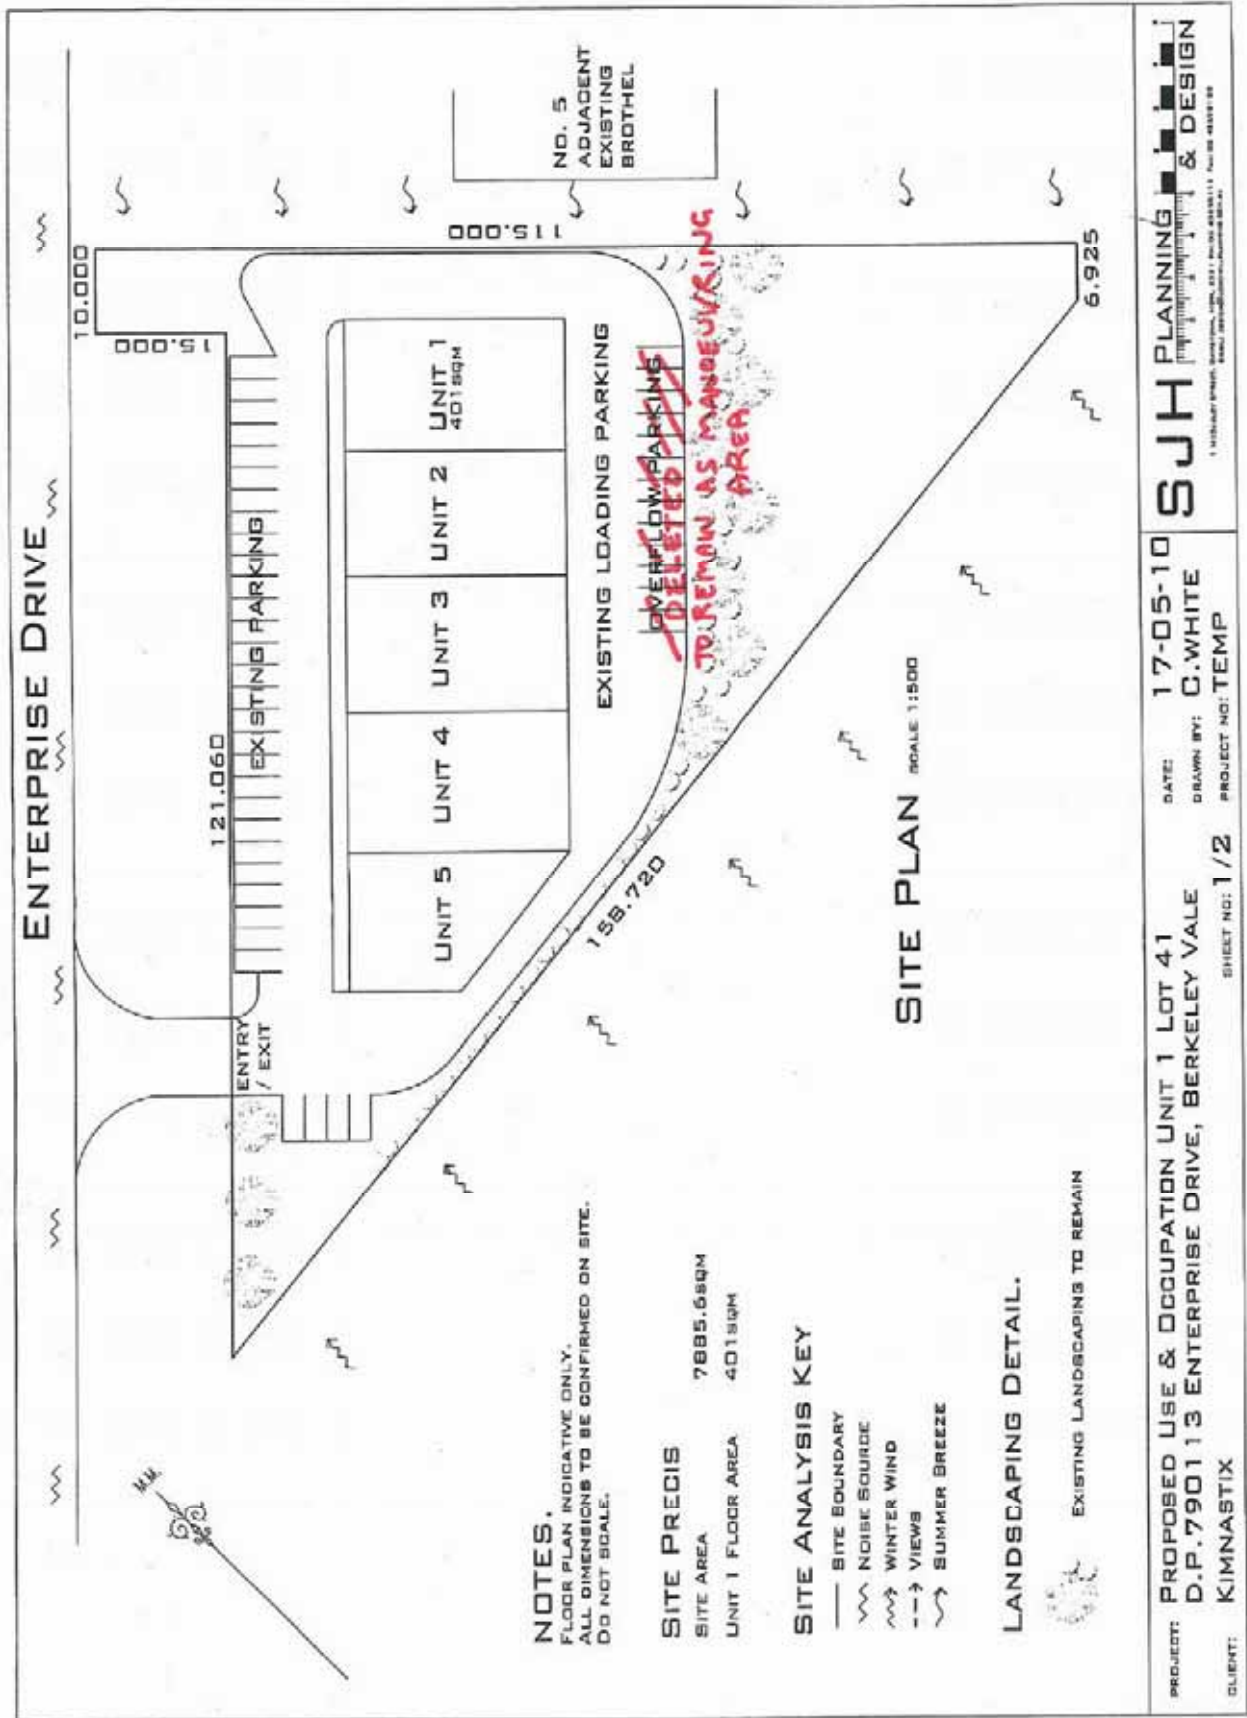 ENTERPRISE DRIVE
10.000
15.000
121.060
EXISTING PARKING
ENTRY
/ EXIT
115.000
NO. 5
ADJACENT
EXISTING
BROTHEL
UNIT 5
UNIT 4
UNIT 3
UNIT 2
UNIT 1
401SQM
EXISTING LOADING PARKING
OVERFLOW PARKING
DELETED
TO REMAIN AS MANOEUVRING
AREA
158.720
6.925
M.N.
SITE PLAN SCALE 1:500
NOTES.
FLOOR PLAN INDICATIVE ONLY.
ALL DIMENSIONS TO BE CONFIRMED ON SITE.
DO NOT SCALE.
SITE PRECIS
SITE AREA 7885.6SQM
UNIT 1 FLOOR AREA 401SQM
SITE ANALYSIS KEY
SITE BOUNDARY
NOISE SOURCE
WINTER WIND
VIEWS
SUMMER BREEZE
LANDSCAPING DETAIL.
EXISTING LANDSCAPING TO REMAIN
PROJECT: PROPOSED USE & OCCUPATION UNIT 1 LOT 41
D.P.790113 ENTERPRISE DRIVE, BERKELEY VALE
CLIENT: KIMNASTIX
SHEET NO: 1/2
DATE: 17-05-10
DRAWN BY: C.WHITE
PROJECT NO: TEMP
SJH PLANNING & DESIGN